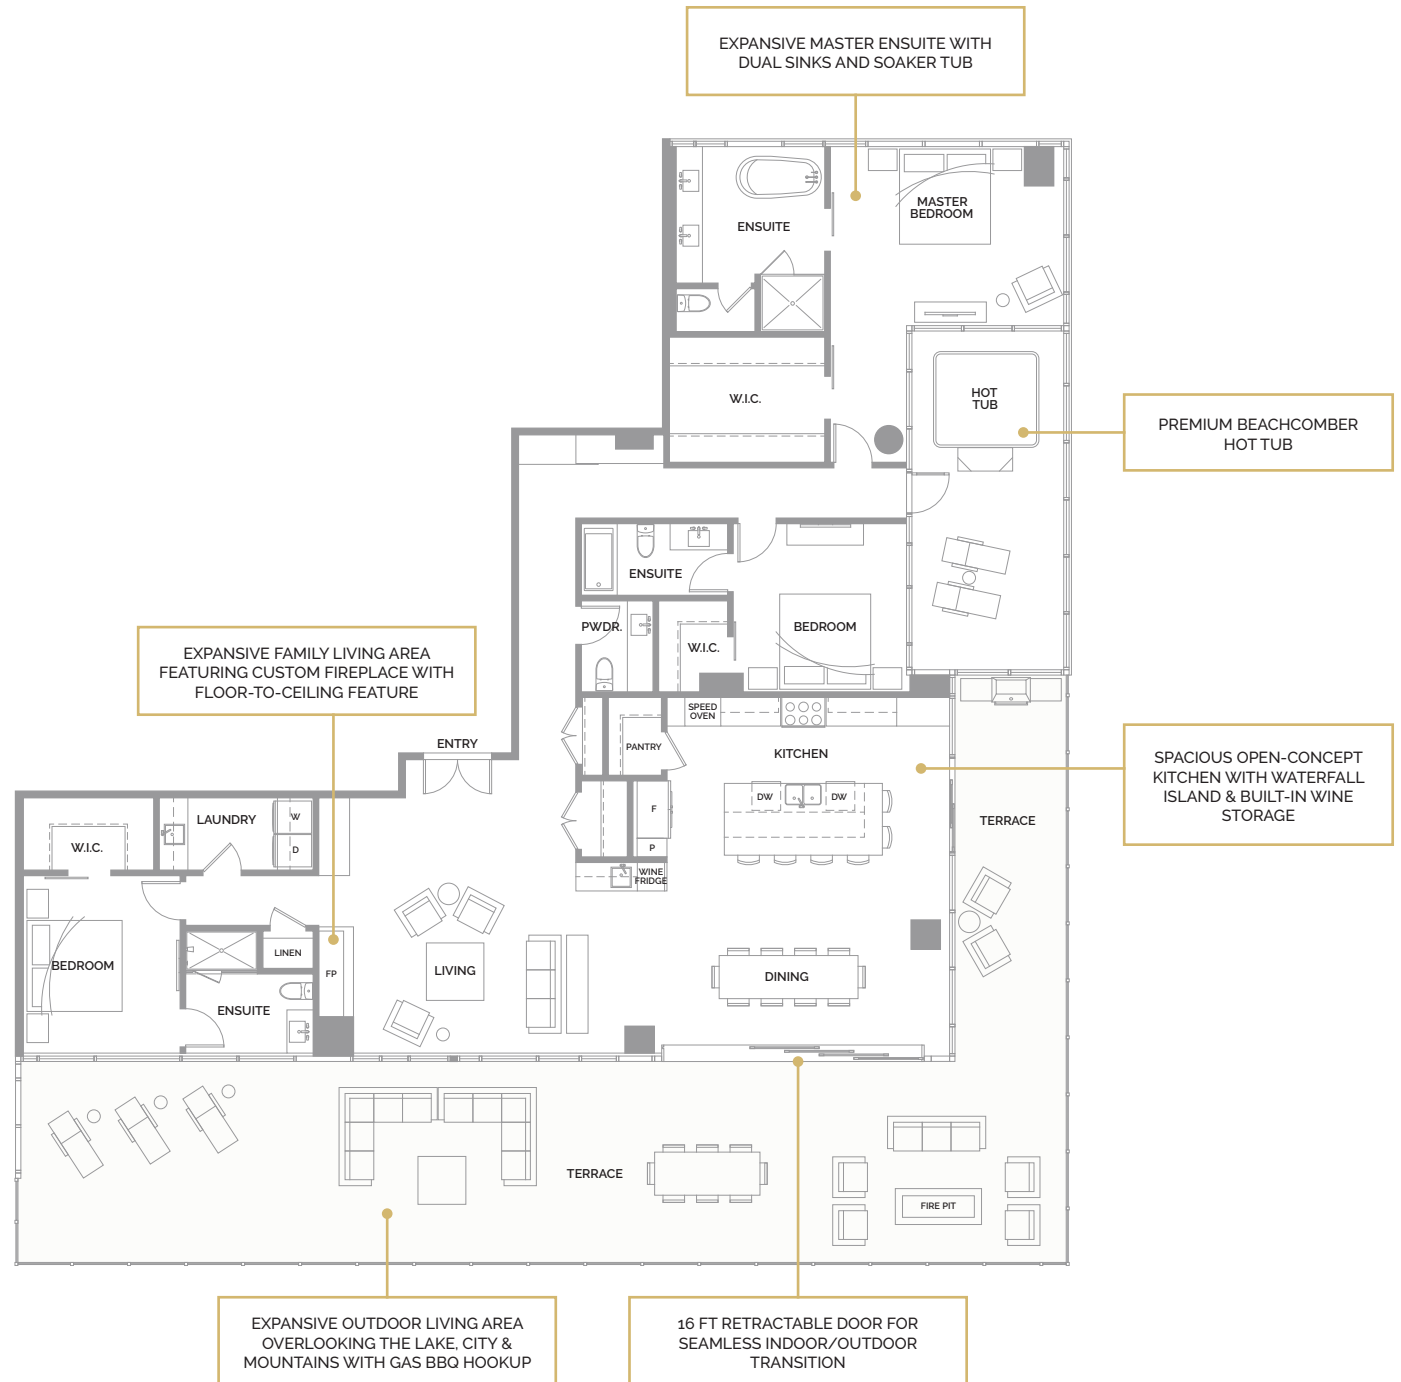 EXPANSIVE MASTER ENSUITE WITH
DUAL SINKS AND SOAKER TUB
ENSUITE
MASTER
BEDROOM
W.I.C.
HOT
TUB
PREMIUM BEACHCOMBER
HOT TUB
ENSUITE
PWDR.
W.I.C.
BEDROOM
EXPANSIVE FAMILY LIVING AREA
FEATURING CUSTOM FIREPLACE WITH
FLOOR-TO-CEILING FEATURE
ENTRY
SPEED
OVEN
PANTRY
KITCHEN
SPACIOUS OPEN-CONCEPT
KITCHEN WITH WATERFALL
ISLAND & BUILT-IN WINE
STORAGE
DW
DW
F
P
WINE
FRIDGE
TERRACE
LAUNDRY
W
D
W.I.C.
BEDROOM
LINEN
FP
ENSUITE
LIVING
DINING
TERRACE
FIRE PIT
EXPANSIVE OUTDOOR LIVING AREA
OVERLOOKING THE LAKE, CITY &
MOUNTAINS WITH GAS BBQ HOOKUP
16 FT RETRACTABLE DOOR FOR
SEAMLESS INDOOR/OUTDOOR
TRANSITION